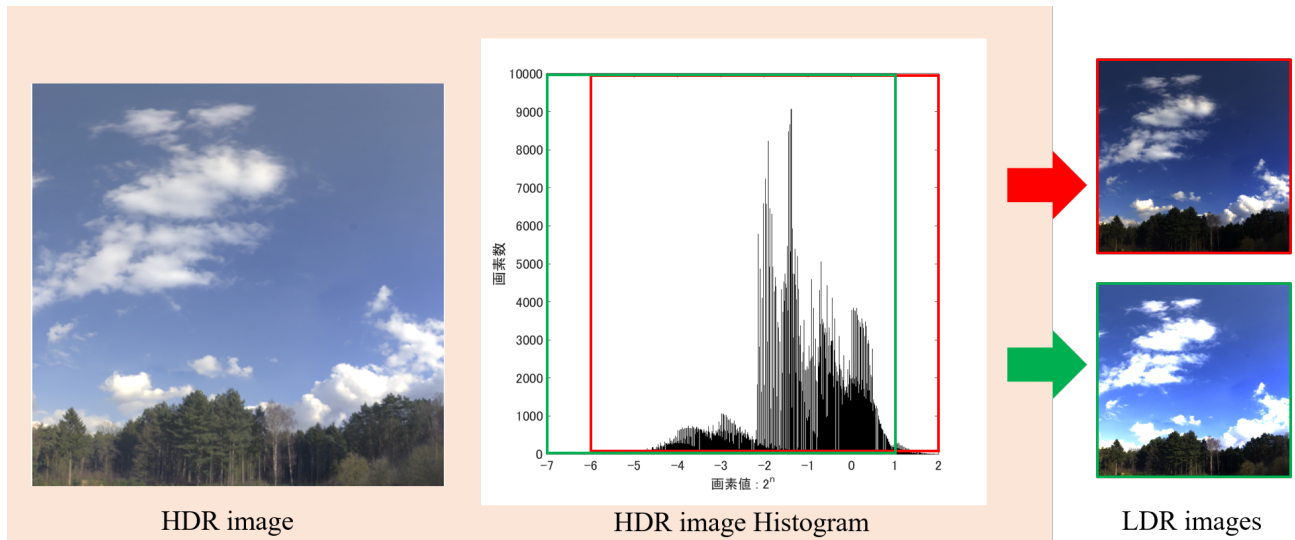 10000
9000
8000
7000
6000
5000
4000
3000
2000
1000
0
画素数
-7 -6 -5 -4 -3 -2 -1 0 1 2
画素値 : 2ⁿ
HDR image
HDR image Histogram
LDR images